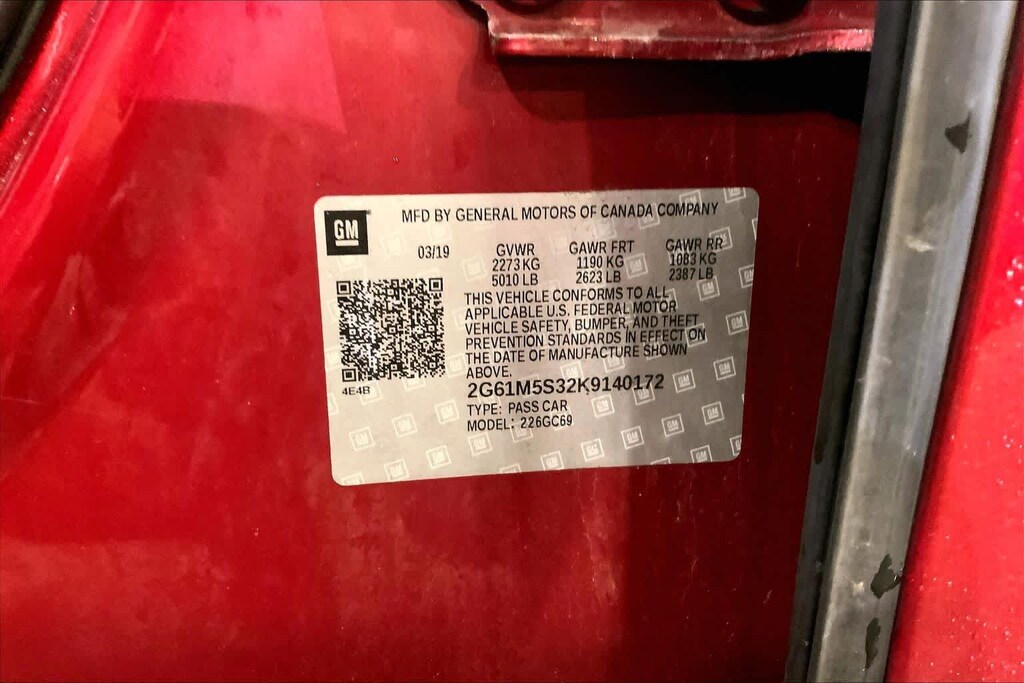 GM
MFD BY GENERAL MOTORS OF CANADA COMPANY
03/19 GVWR GAWR FRT GAWR RR
2273 KG 1190 KG 1083 KG
5010 LB 2623 LB 2387 LB
THIS VEHICLE CONFORMS TO ALL
APPLICABLE U.S. FEDERAL MOTOR
VEHICLE SAFETY, BUMPER, AND THEFT
PREVENTION STANDARDS IN EFFECT ON
THE DATE OF MANUFACTURE SHOWN
ABOVE.
4E4B
2G61M5S32K9140172
TYPE: PASS CAR
MODEL: 226GC69